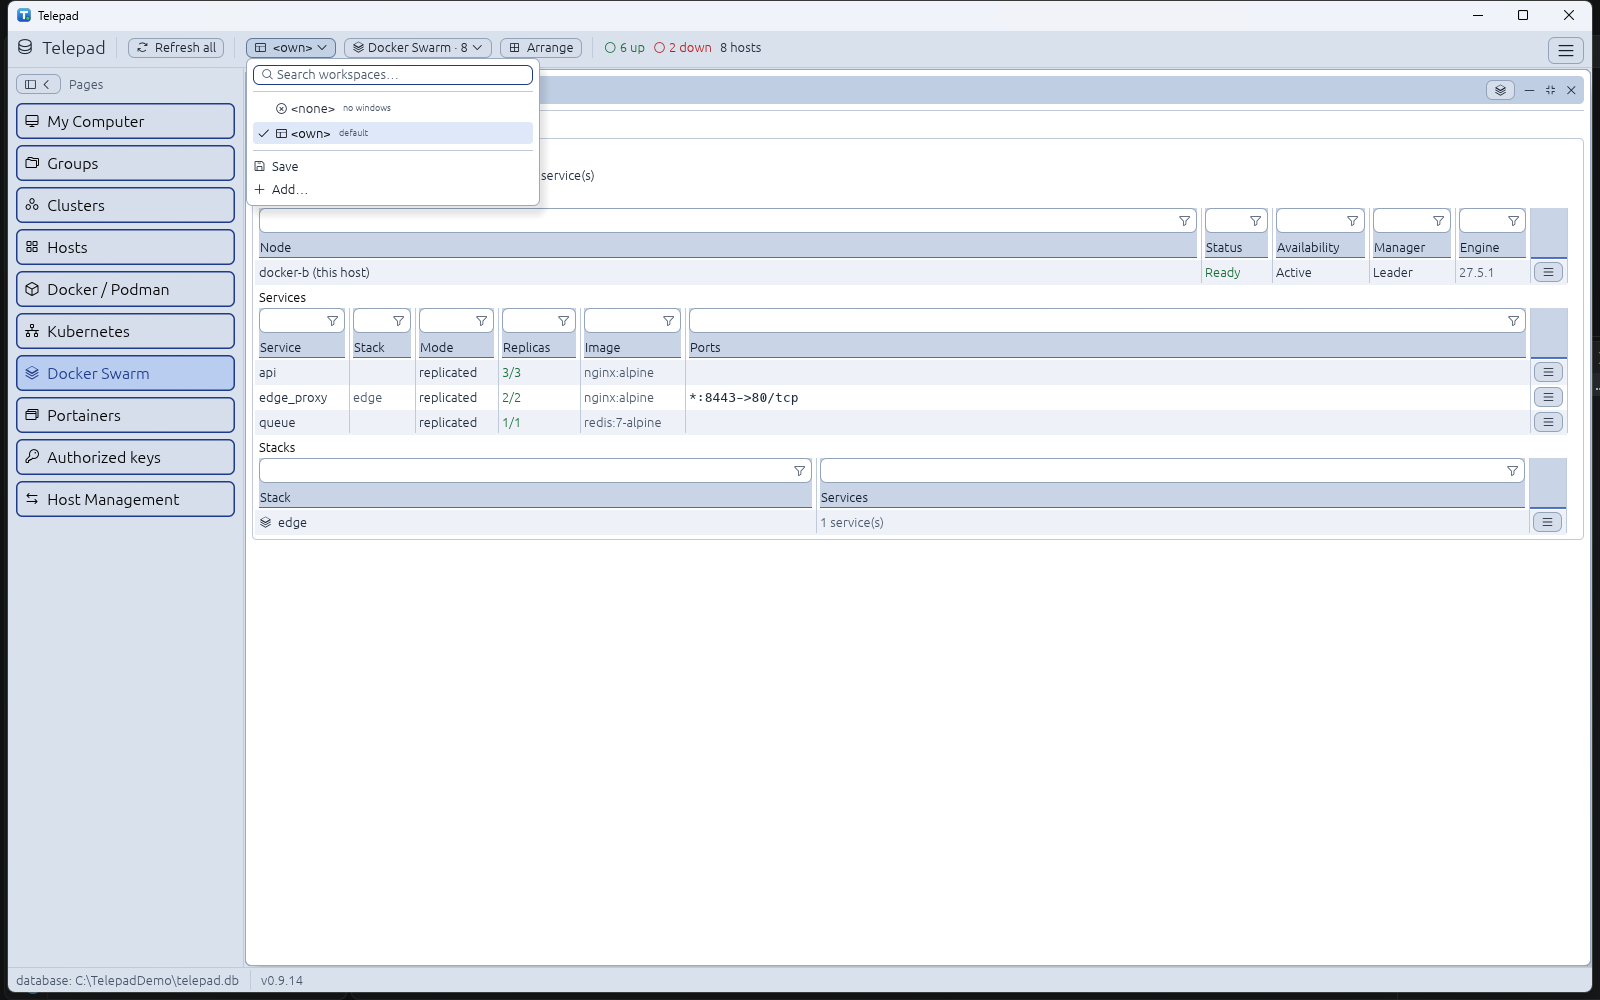 Telepad
Telepad
Refresh all
<own>
Docker Swarm · 8
Arrange
6 up
2 down
8 hosts
Pages
Search workspaces...
<none> no windows
<own> default
Save
Add...
My Computer
Groups
Clusters
Hosts
Docker / Podman
Kubernetes
Docker Swarm
Portainers
Authorized keys
Host Management
service(s)
Node Status Availability Manager Engine
docker-b (this host) Ready Active Leader 27.5.1
Services
Service Stack Mode Replicas Image Ports
api replicated 3/3 nginx:alpine
edge_proxy edge replicated 2/2 nginx:alpine *:8443->80/tcp
queue replicated 1/1 redis:7-alpine
Stacks
Stack Services
edge 1 service(s)
database: C:\TelepadDemo\telepad.db v0.9.14